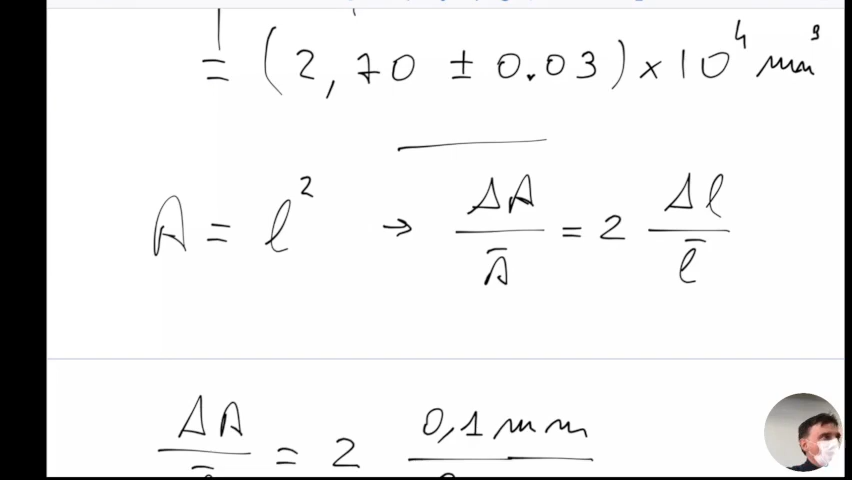 = (2,70 ± 0.03) × 10⁴ mm³
A = ℓ² → ΔA/Ā = 2 Δℓ/ℓ̄
ΔA = 2 0,1 mm